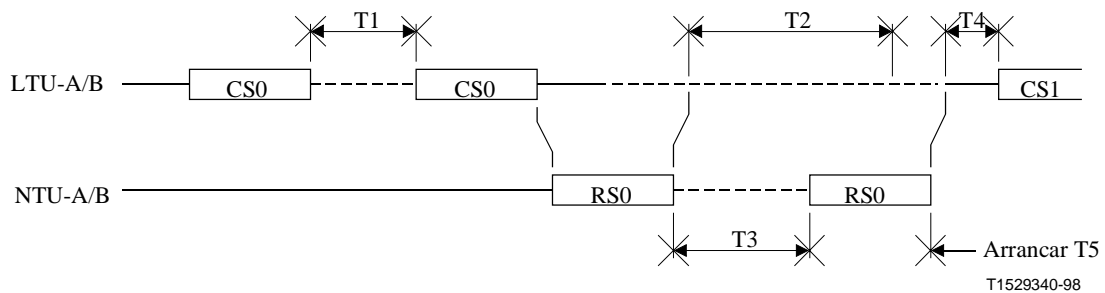 T1
T2
T4
LTU-A/B
CS0
CS0
CS1
NTU-A/B
RS0
RS0
T3
Arrancar T5
T1529340-98